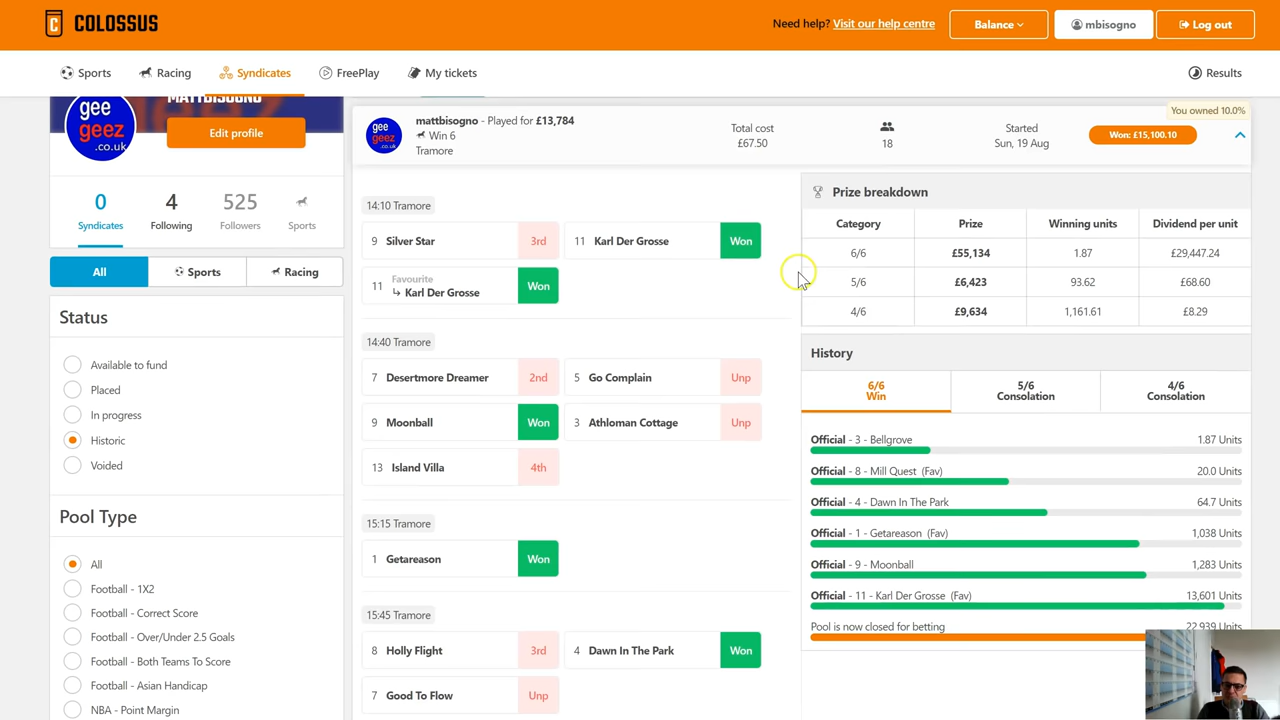 C COLOSSUS
Need help? Visit our help centre
Balance
mbisogno
Log out
Sports
Racing
Syndicates
FreePlay
My tickets
Results
MATTBISOGNO
gee
geez
.co.uk
Edit profile
0
Syndicates
4
Following
525
Followers
Sports
All
Sports
Racing
Status
Available to fund
Placed
In progress
Historic
Voided
Pool Type
All
Football - 1X2
Football - Correct Score
Football - Over/Under 2.5 Goals
Football - Both Teams To Score
Football - Asian Handicap
NBA - Point Margin
gee
geez
.co.uk
mattbisogno - Played for £13,784
Win 6
Tramore
Total cost
£67.50
18
Started
Sun, 19 Aug
You owned 10.0%
Won: £15,100.10
14:10 Tramore
9 Silver Star 3rd
11 Karl Der Grosse Won
11 Favourite
↳ Karl Der Grosse Won
14:40 Tramore
7 Desertmore Dreamer 2nd
5 Go Complain Unp
9 Moonball Won
3 Athloman Cottage Unp
13 Island Villa 4th
15:15 Tramore
1 Getareason Won
15:45 Tramore
8 Holly Flight 3rd
4 Dawn In The Park Won
7 Good To Flow Unp
Prize breakdown
Category Prize Winning units Dividend per unit
6/6 £55,134 1.87 £29,447.24
5/6 £6,423 93.62 £68.60
4/6 £9,634 1,161.61 £8.29
History
6/6
Win
5/6
Consolation
4/6
Consolation
Official - 3 - Bellgrove 1.87 Units
Official - 8 - Mill Quest (Fav) 20.0 Units
Official - 4 - Dawn In The Park 64.7 Units
Official - 1 - Getareason (Fav) 1,038 Units
Official - 9 - Moonball 1,283 Units
Official - 11 - Karl Der Grosse (Fav) 13,601 Units
Pool is now closed for betting 22,939 Units